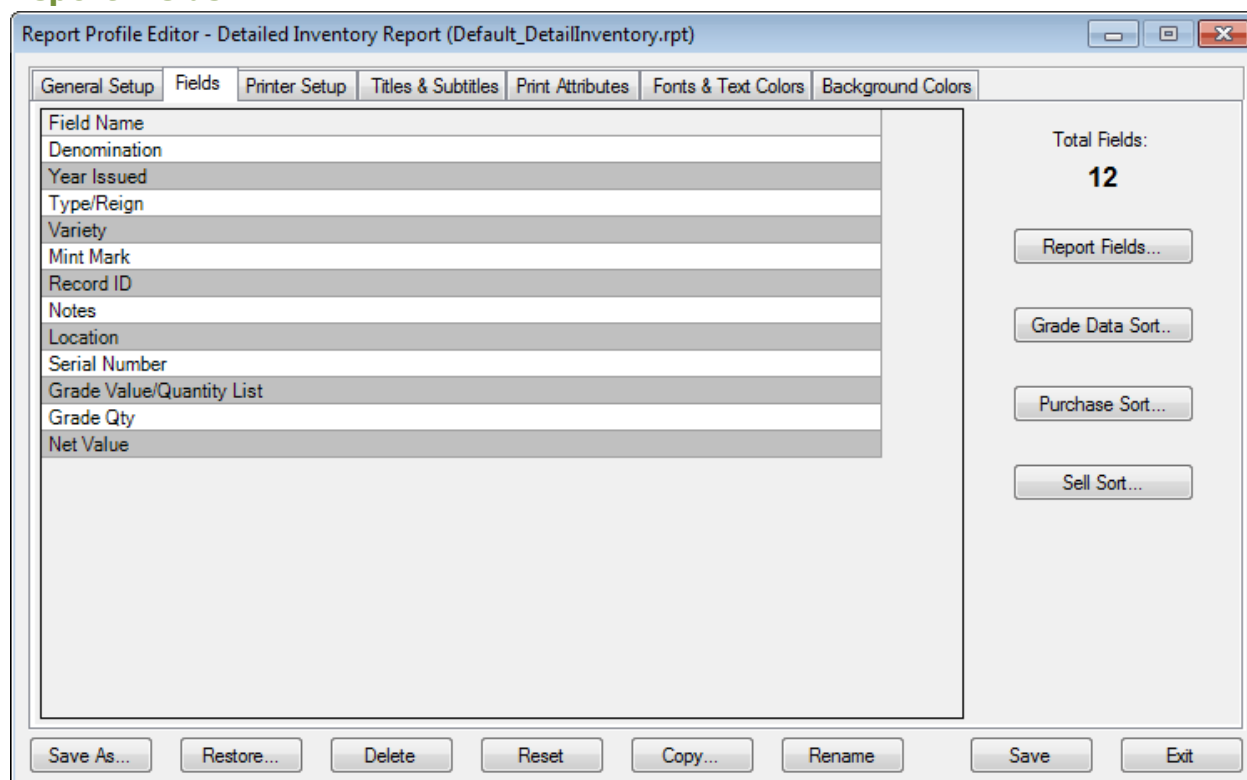 Report Profile Editor - Detailed Inventory Report (Default_DetailInventory.rpt)
General Setup Fields Printer Setup Titles & Subtitles Print Attributes Fonts & Text Colors Background Colors
Field Name
Denomination
Year Issued
Type/Reign
Variety
Mint Mark
Record ID
Notes
Location
Serial Number
Grade Value/Quantity List
Grade Qty
Net Value
Total Fields:
12
Report Fields...
Grade Data Sort..
Purchase Sort...
Sell Sort...
Save As... Restore... Delete Reset Copy... Rename Save Exit